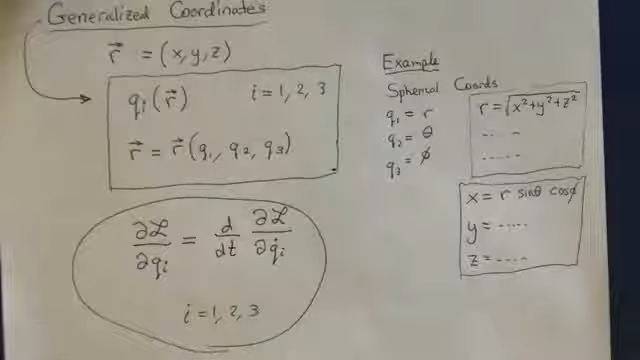 Generalized Coordinates
r⃗ = (x, y, z)
qᵢ(r⃗) i = 1, 2, 3
r⃗ = r⃗(q₁, q₂, q₃)
∂ℒ/∂qᵢ = d/dt ∂ℒ/∂q̇ᵢ
i = 1, 2, 3
Example
Spherical Coords
q₁ = r
q₂ = θ
q₃ = ϕ
r = √x²+y²+z²
.....
.....
x = r sinθ cosϕ
y = .....
z = .....